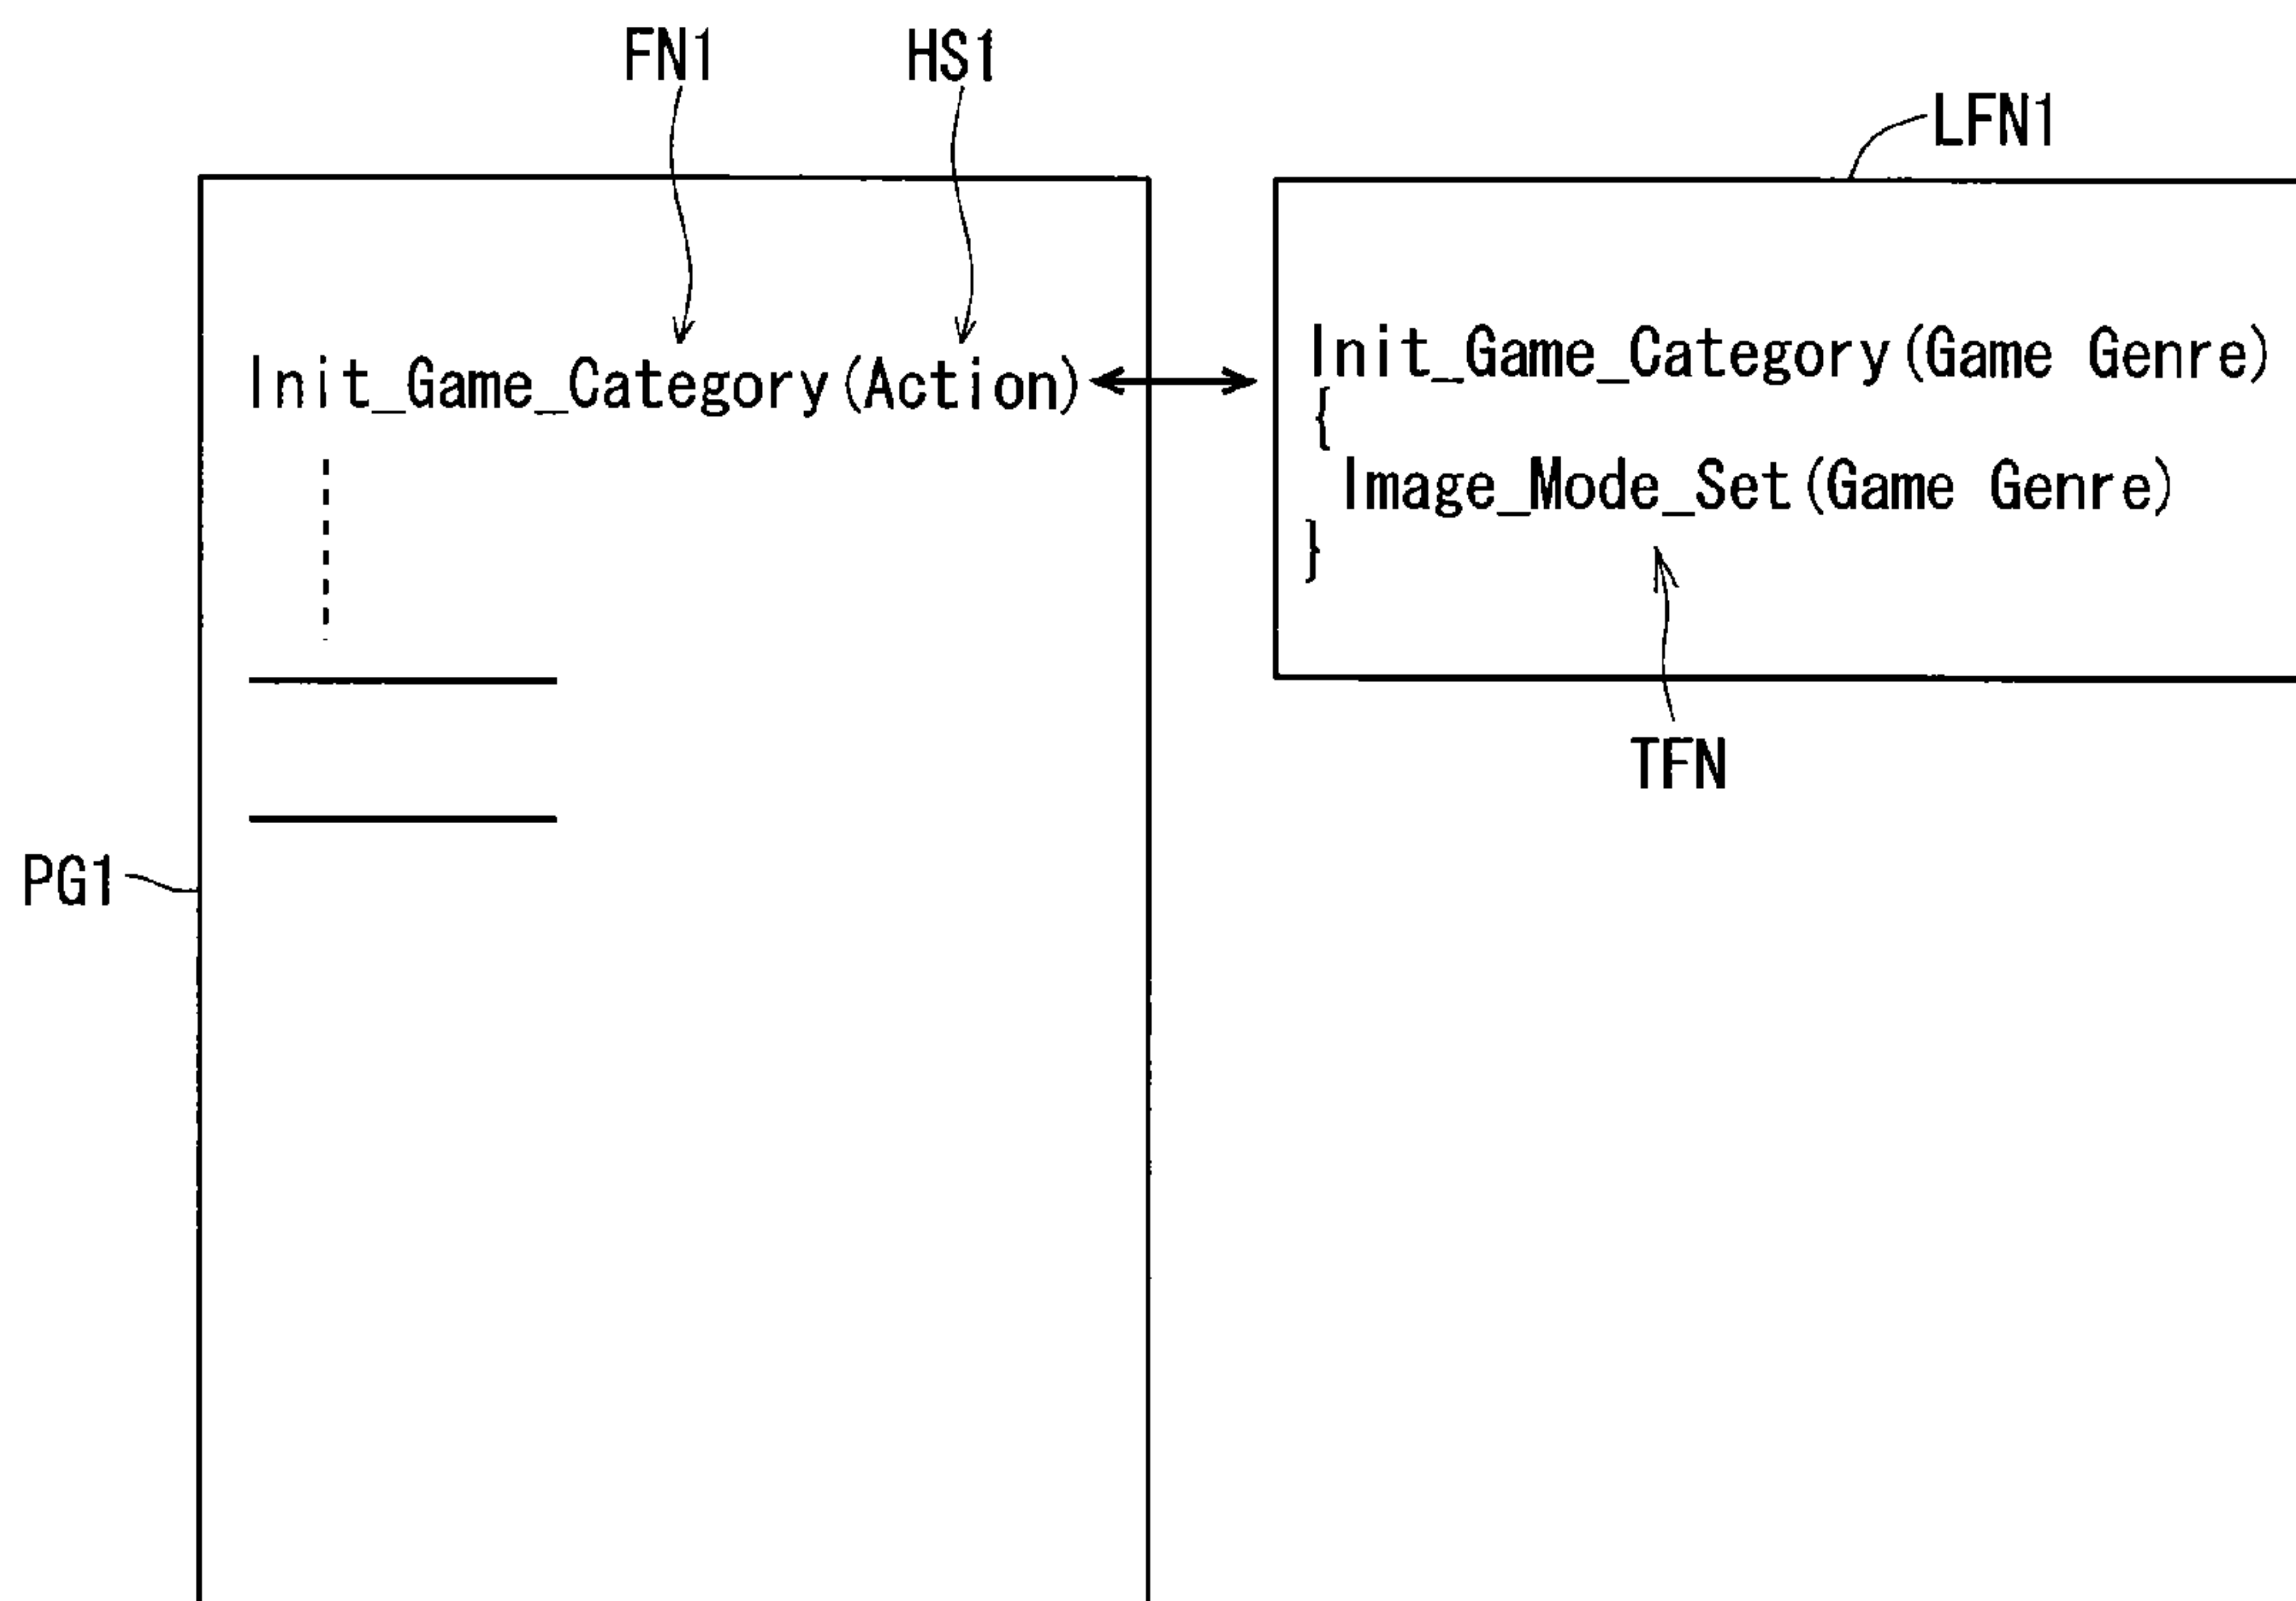 FN1
HS1
LFN1
Init_Game_Category(Action)
Init_Game_Category(Game Genre)
{
Image_Mode_Set(Game Genre)
}
TFN
PG1